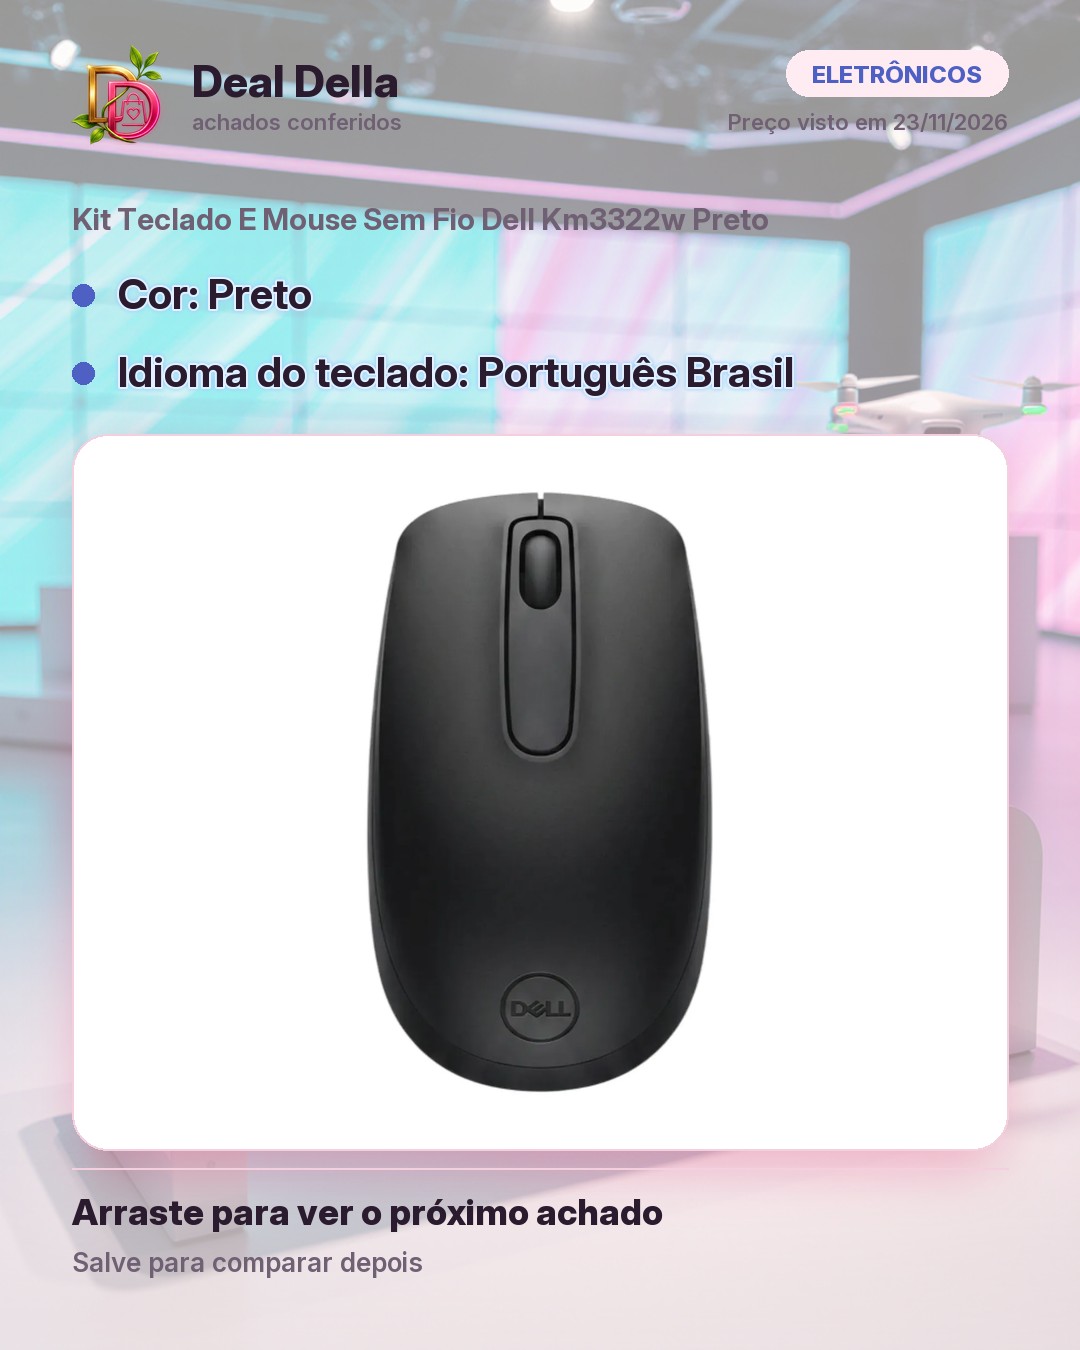 Deal Della
achados conferidos
ELETRÔNICOS
Preço visto em 23/11/2026
Kit Teclado E Mouse Sem Fio Dell Km3322w Preto
Cor: Preto
Idioma do teclado: Português Brasil
DELL
Arraste para ver o próximo achado
Salve para comparar depois